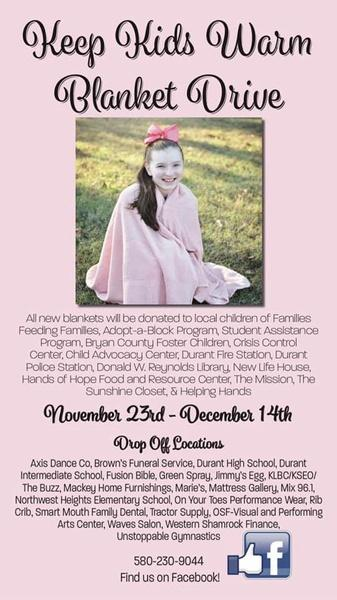 Keep Kids Warm
Blanket Drive
All new blankets will be donated to local children of Families
Feeding Families, Adopt-a-Block Program, Student Assistance
Program, Bryan County Foster Children, Crisis Control
Center, Child Advocacy Center, Durant Fire Station, Durant
Police Station, Donald W. Reynolds Library, New Life House,
Hands of Hope Food and Resource Center, The Mission, The
Sunshine Closet, & Helping Hands
November 23rd - December 14th
Drop Off Locations
Axis Dance Co, Brown's Funeral Service, Durant High School, Durant
Intermediate School, Fusion Bible, Green Spray, Jimmy's Egg, KLBC/KSEO/
The Buzz, Mackey Home Furnishings, Marie's, Mattress Gallery, Mix 96.1,
Northwest Heights Elementary School, On Your Toes Performance Wear, Rib
Crib, Smart Mouth Family Dental, Tractor Supply, OSF-Visual and Performing
Arts Center, Waves Salon, Western Shamrock Finance,
Unstoppable Gymnastics
580-230-9044
Find us on Facebook!
f